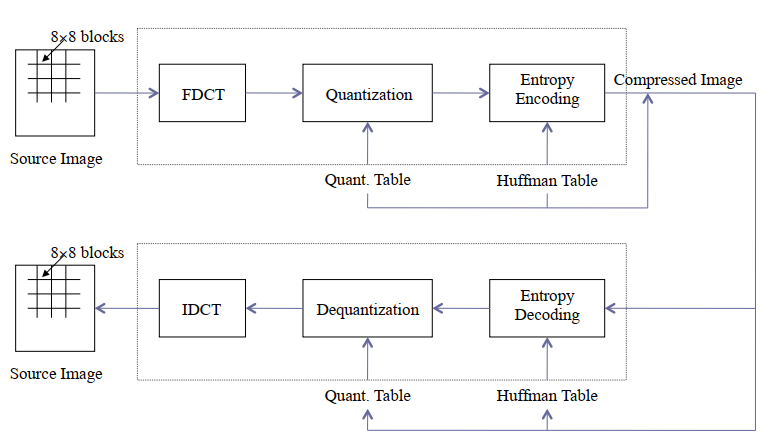 8×8 blocks
FDCT
Quantization
Entropy
Encoding
Compressed Image
Source Image
Quant. Table
Huffman Table
8×8 blocks
IDCT
Dequantization
Entropy
Decoding
Source Image
Quant. Table
Huffman Table